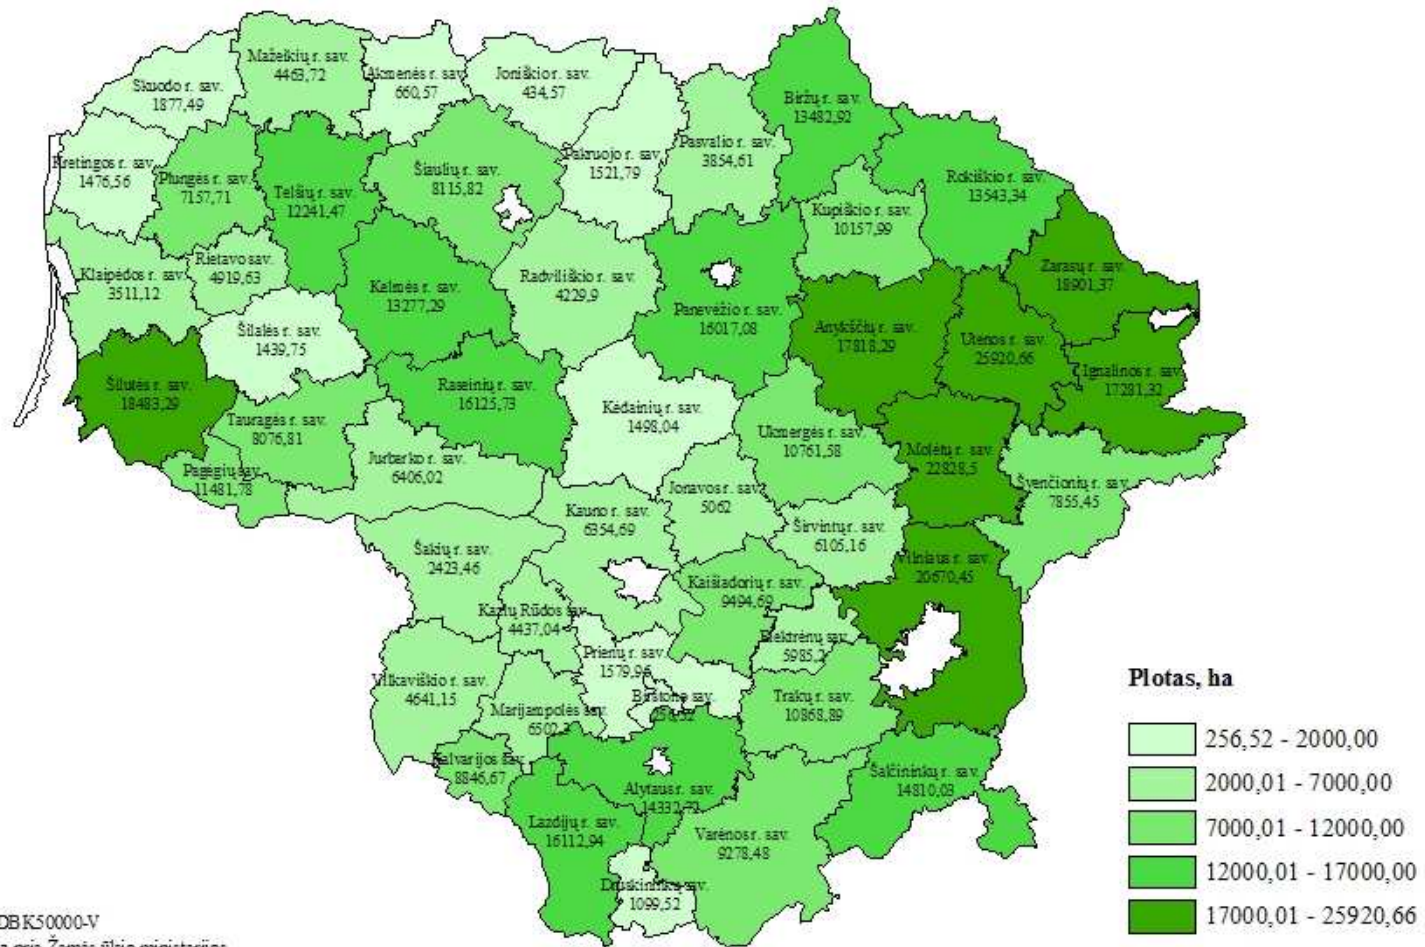 Mažeikių r. sav.
4463,72
Akmenės r. sav.
660,57
Joniškio r. sav.
434,57
Skuodo r. sav.
1877,49
Biržų r. sav.
13482,92
Kretingos r. sav.
1476,56
Plungės r. sav.
7157,71
Telšių r. sav.
12241,47
Šiaulių r. sav.
8115,82
Pakruojo r. sav.
1521,79
Pasvalio r. sav.
3854,61
Rokiškio r. sav.
13543,34
Kupiškio r. sav.
10157,99
Klaipėdos r. sav.
3511,12
Rietavo sav.
4919,63
Kelmės r. sav.
13277,29
Radviliškio r. sav.
4229,9
Panevėžio r. sav.
16017,08
Zarasų r. sav.
18901,37
Šilalės r. sav.
1439,75
Anykščių r. sav.
17818,29
Utenos r. sav.
25920,66
Ignalinos r. sav.
17281,32
Šilutės r. sav.
18483,29
Raseinių r. sav.
16125,73
Kėdainių r. sav.
1498,04
Tauragės r. sav.
8076,81
Ukmergės r. sav.
10761,58
Molėtų r. sav.
22828,5
Pagėgių sav.
11481,78
Jurbarko r. sav.
6406,02
Jonavos r. sav.
5062
Švenčionių r. sav.
7855,45
Kauno r. sav.
6354,69
Širvintų r. sav.
6105,16
Šakių r. sav.
2423,46
Vilniaus r. sav.
20670,45
Kaišiadorių r. sav.
9494,69
Kazlų Rūdos sav.
4437,04
Elektrėnų sav.
5985,2
Prienų r. sav.
1579,96
Vilkaviškio r. sav.
4641,15
Birštono sav.
256,52
Trakų r. sav.
10868,89
Marijampolės sav.
6502,3
Kalvarijos sav.
8846,67
Šalčininkų r. sav.
14810,03
Alytaus r. sav.
14332,72
Lazdijų r. sav.
16112,94
Varėnos r. sav.
9278,48
Druskininkų sav.
1099,52
Plotas, ha
256,52 - 2000,00
2000,01 - 7000,00
7000,01 - 12000,00
12000,01 - 17000,00
17000,01 - 25920,66
DBK50000-V
prie Žemės ūkio ministerijos